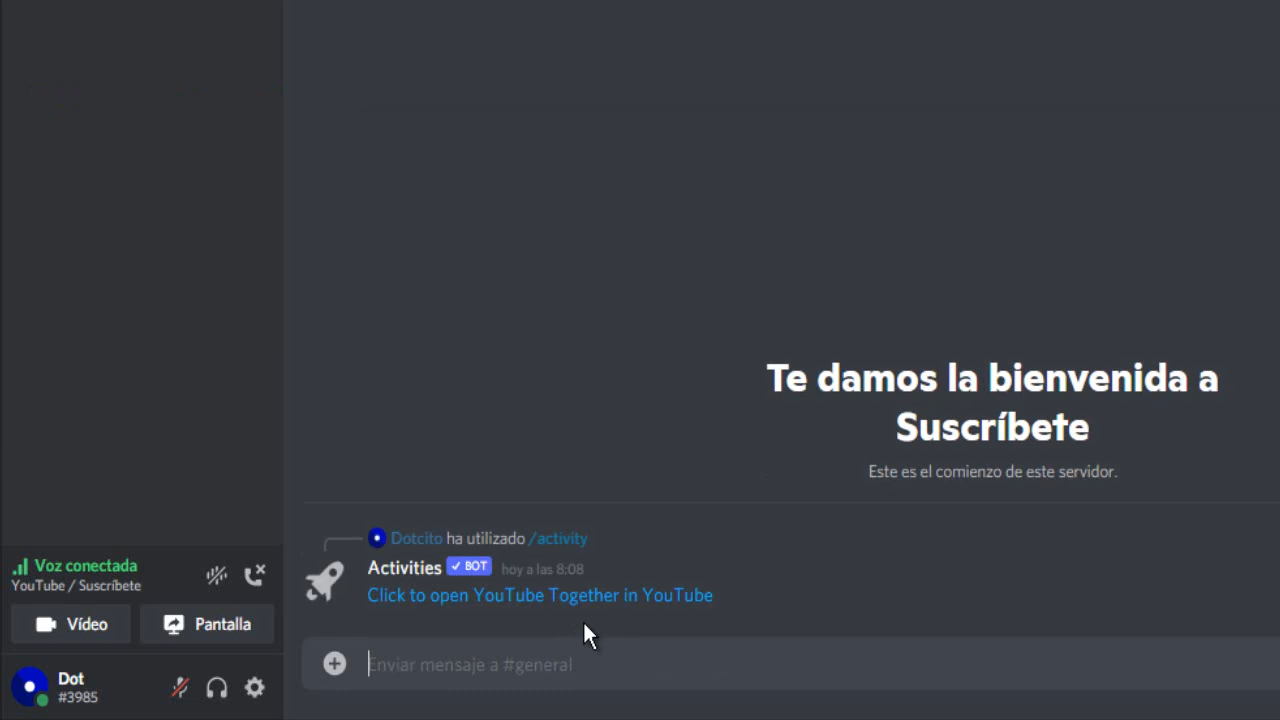 Te damos la bienvenida a
Suscríbete
Este es el comienzo de este servidor.
Dotcito ha utilizado /activity
Activities ✓ BOT hoy a las 8:08
Click to open YouTube Together in YouTube
Enviar mensaje a #general
Voz conectada
YouTube / Suscríbete
Vídeo Pantalla
Dot
#3985